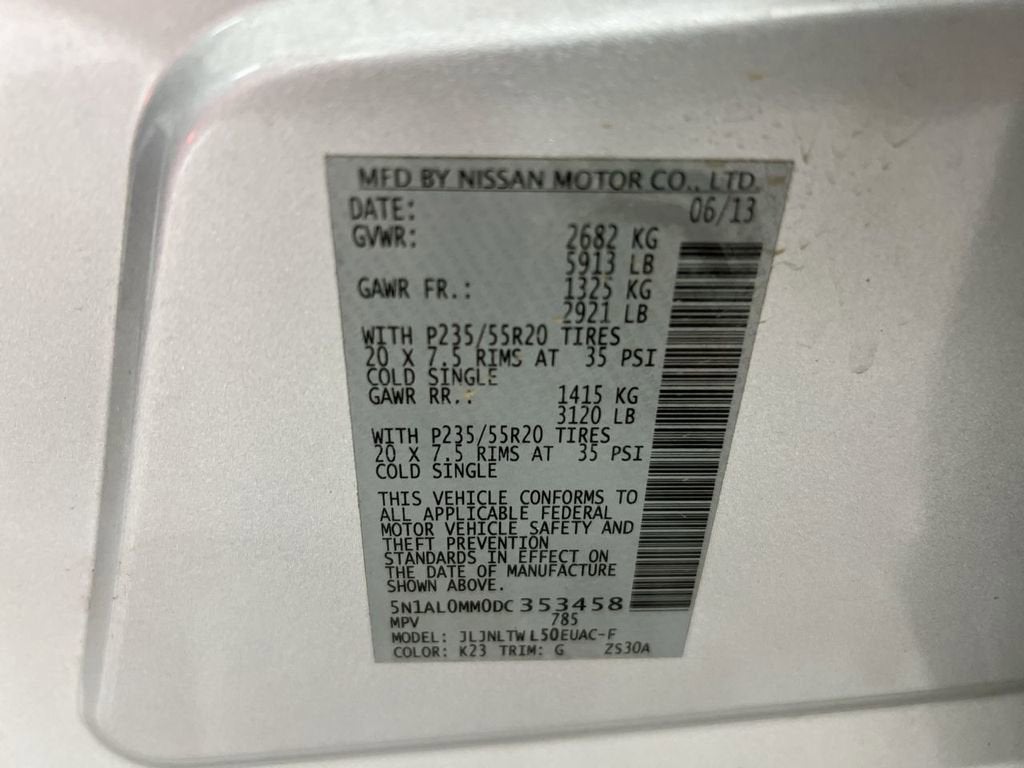 MFD BY NISSAN MOTOR CO., LTD.
DATE: 06/13
GVWR: 2682 KG
5913 LB
GAWR FR.: 1325 KG
2921 LB
WITH P235/55R20 TIRES
20 X 7.5 RIMS AT 35 PSI
COLD SINGLE
GAWR RR.: 1415 KG
3120 LB
WITH P235/55R20 TIRES
20 X 7.5 RIMS AT 35 PSI
COLD SINGLE
THIS VEHICLE CONFORMS TO
ALL APPLICABLE FEDERAL
MOTOR VEHICLE SAFETY AND
THEFT PREVENTION
STANDARDS IN EFFECT ON
THE DATE OF MANUFACTURE
SHOWN ABOVE.
5N1AL0MM0DC 353458
MPV 785
MODEL: JLJNLTW L50EUAC-F
COLOR: K23 TRIM: G ZS30A